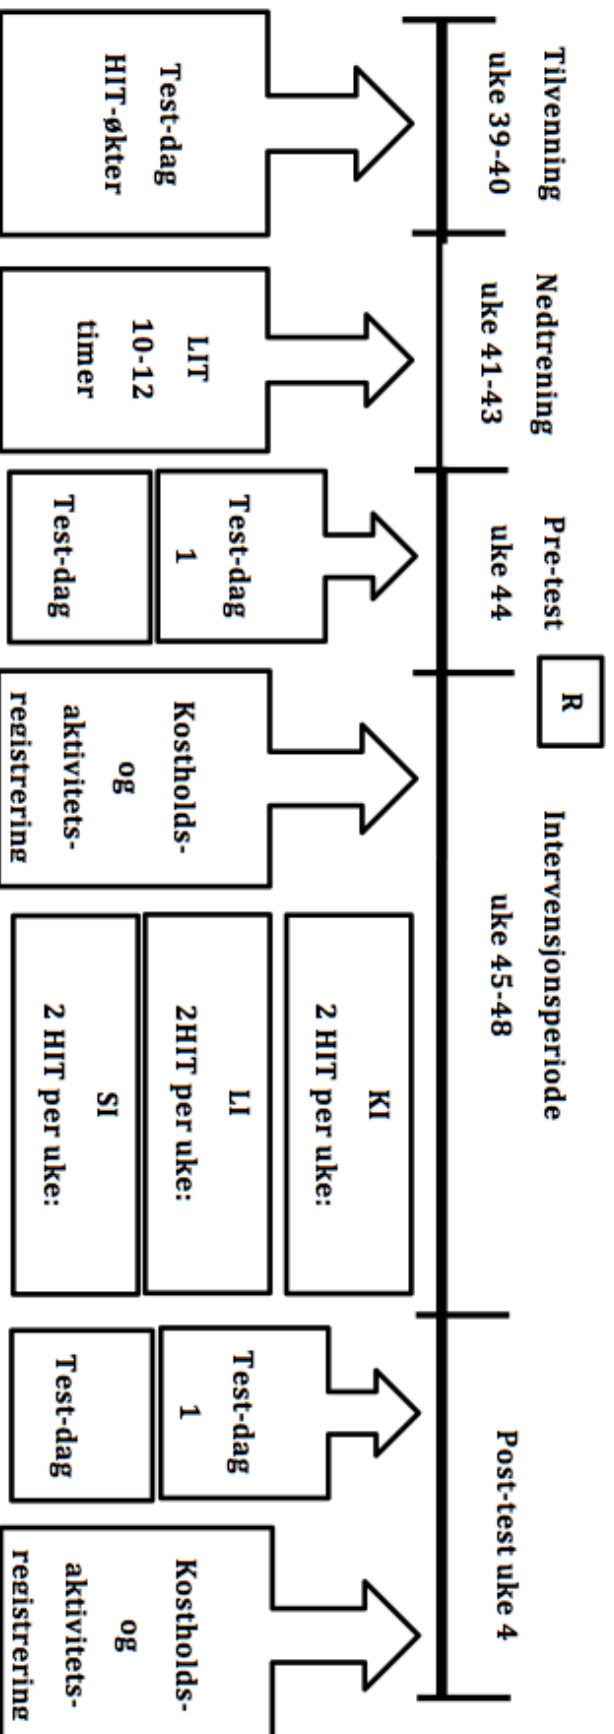 Tilvenning
uke 39-40
Nedtrening
uke 41-43
Pre-test
uke 44
R
Intervensjonsperiode
uke 45-48
Post-test uke 4
Test-dag
HIT-økter
LIT
10-12
timer
Test-dag
1
Test-dag
Kostholds-
og
aktivitets-
registrering
KI
2 HIT per uke:
LI
2HIT per uke:
SI
2 HIT per uke:
Test-dag
1
Test-dag
Kostholds-
og
aktivitets-
registrering